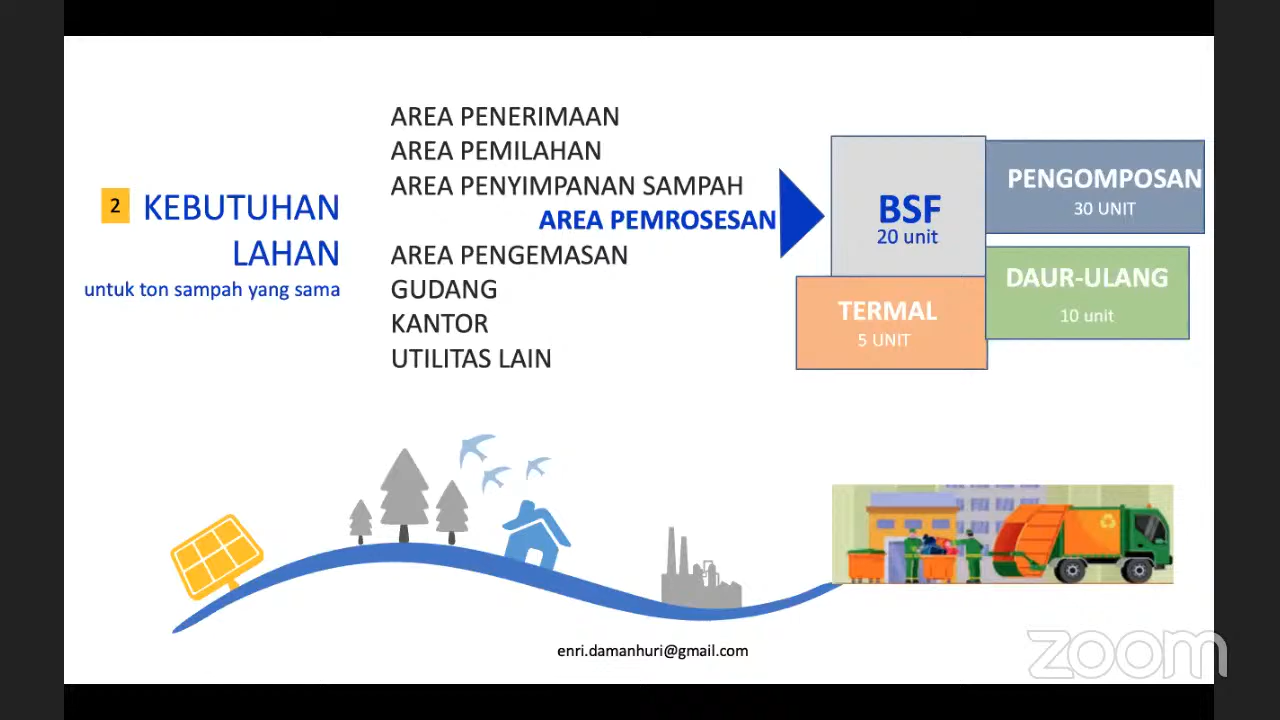 2
KEBUTUHAN
LAHAN
untuk ton sampah yang sama
AREA PENERIMAAN
AREA PEMILAHAN
AREA PENYIMPANAN SAMPAH
AREA PEMROSESAN
AREA PENGEMASAN
GUDANG
KANTOR
UTILITAS LAIN
BSF
20 unit
PENGOMPOSAN
30 UNIT
TERMAL
5 UNIT
DAUR-ULANG
10 unit
enri.damanhuri@gmail.com
zoom